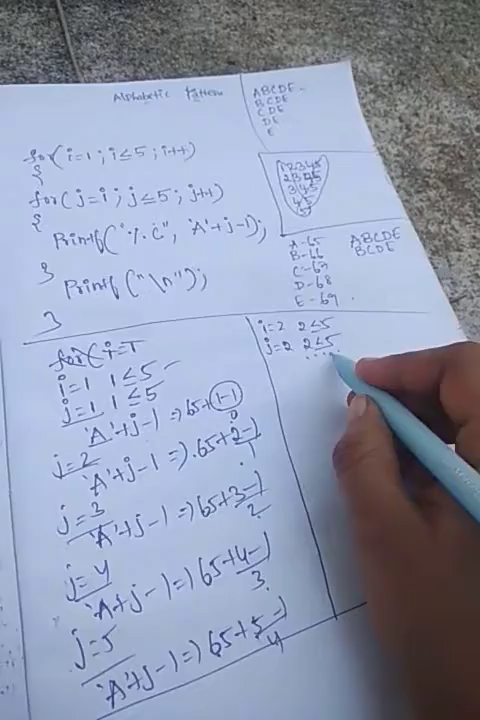 Alphabetic Pattern
for(i=1; i≤5; i++)
{
for(j=i; j≤5; j++)
{
Printf("%c", 'A'+j-1);
}
Printf("\n");
}
ABCDE
BCDE
CDE
DE
E
12345
2345
345
45
5
A-65
B-66
C-67
D-68
E-69
ABCDE
BCDE
for(i=1
i=1 1≤5
j=1 1≤5
'A'+j-1 => 65+1-1
0
j=2
'A'+j-1 => 65+2-1
1
j=3
'A'+j-1 => 65+3-1
2
j=4
'A'+j-1 => 65+4-1
3
j=5
'A'+j-1 => 65+5-1
4
i=2 2≤5
j=2 2≤5